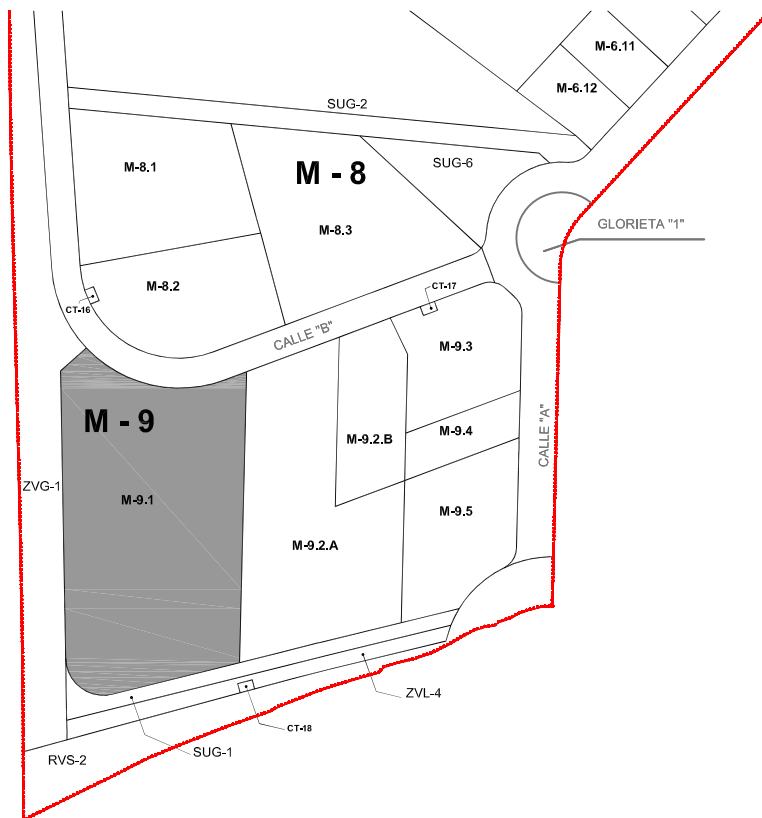 M-6.11
M-6.12
SUG-2
M-8.1
M - 8
SUG-6
M-8.3
GLORIETA "1"
M-8.2
CT-17
CT-16
CALLE "B"
M-9.3
M - 9
M-9.4
M-9.2.B
CALLE "A"
ZVG-1
M-9.1
M-9.5
M-9.2.A
ZVL-4
CT-18
SUG-1
RVS-2